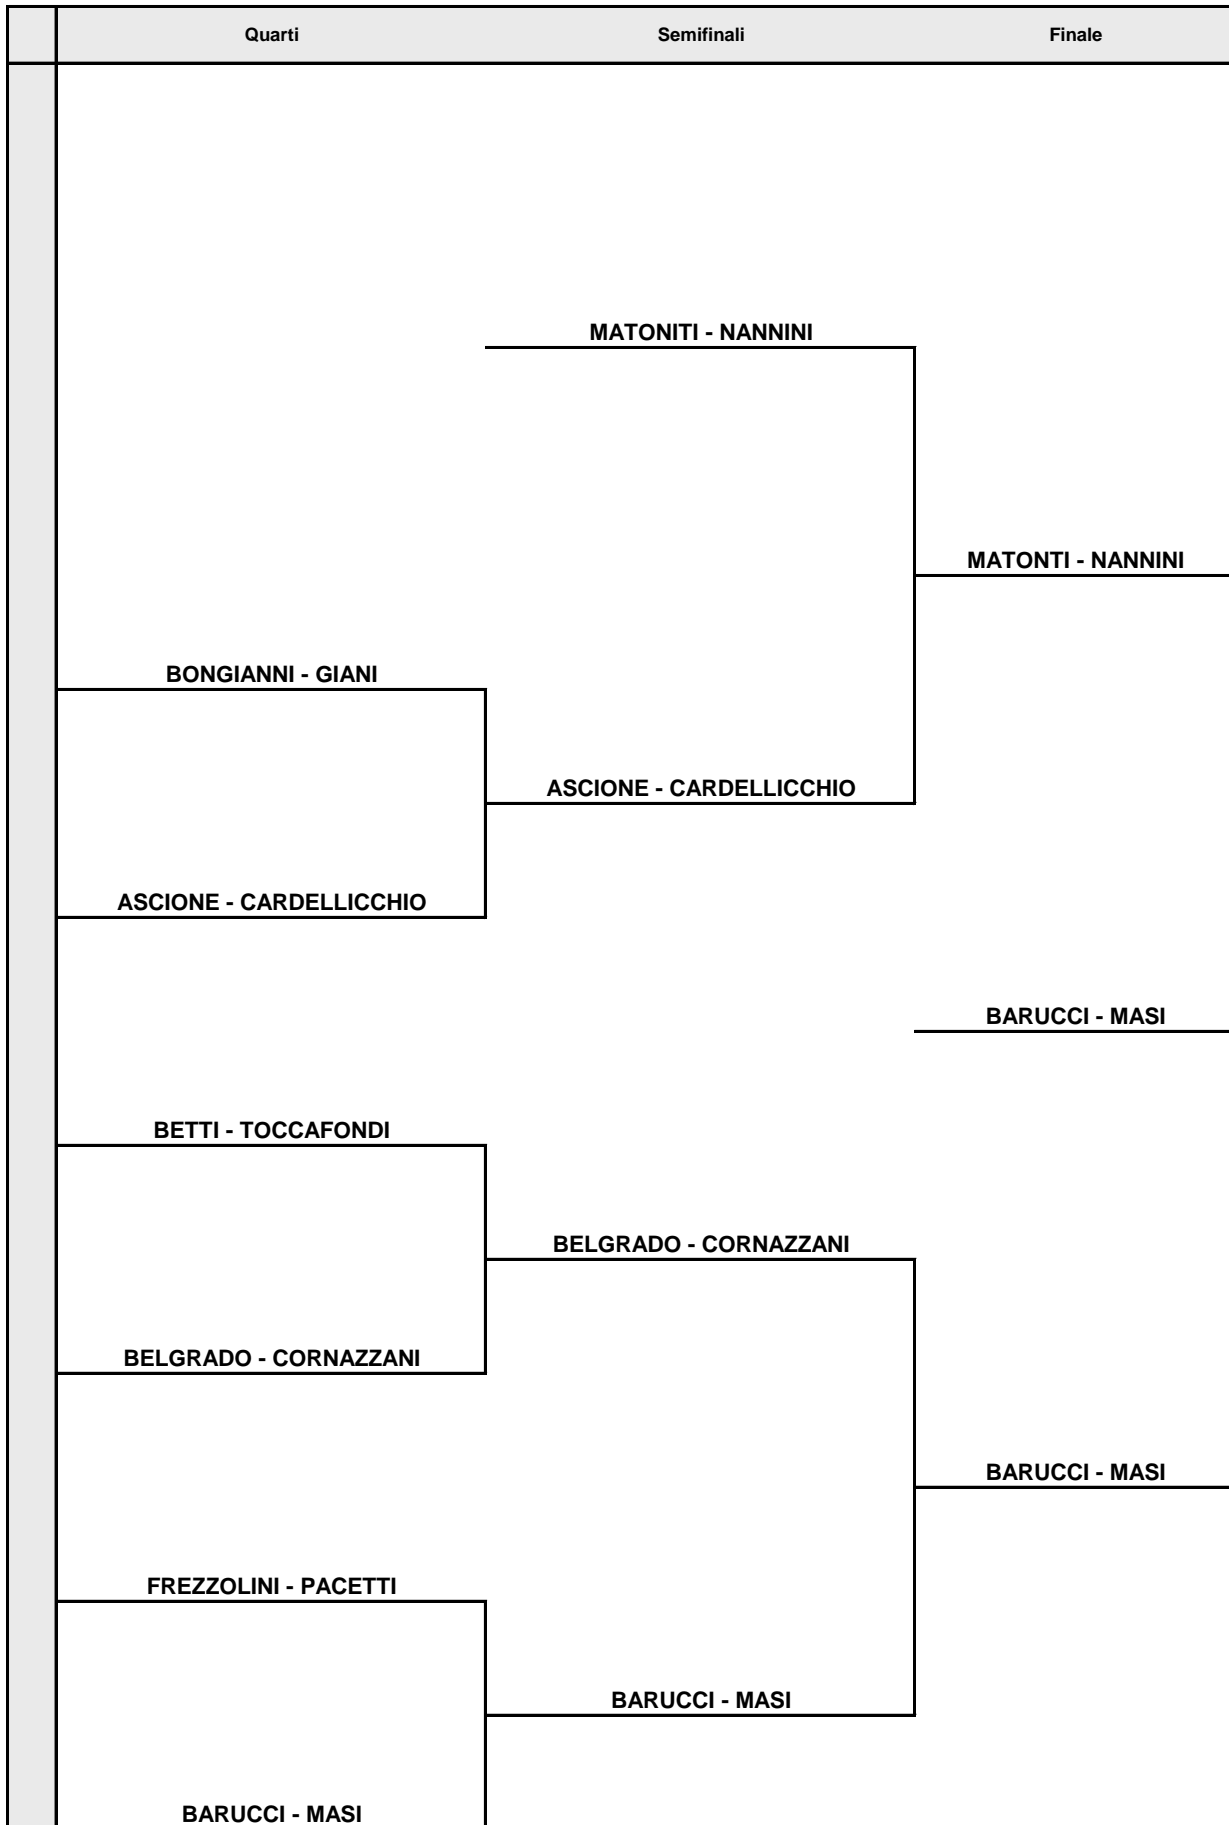 Quarti Semifinali Finale
MATONITI - NANNINI
MATONTI - NANNINI
BONGIANNI - GIANI
ASCIONE - CARDELLICCHIO
ASCIONE - CARDELLICCHIO
BARUCCI - MASI
BETTI - TOCCAFONDI
BELGRADO - CORNAZZANI
BELGRADO - CORNAZZANI
BARUCCI - MASI
FREZZOLINI - PACETTI
BARUCCI - MASI
BARUCCI - MASI